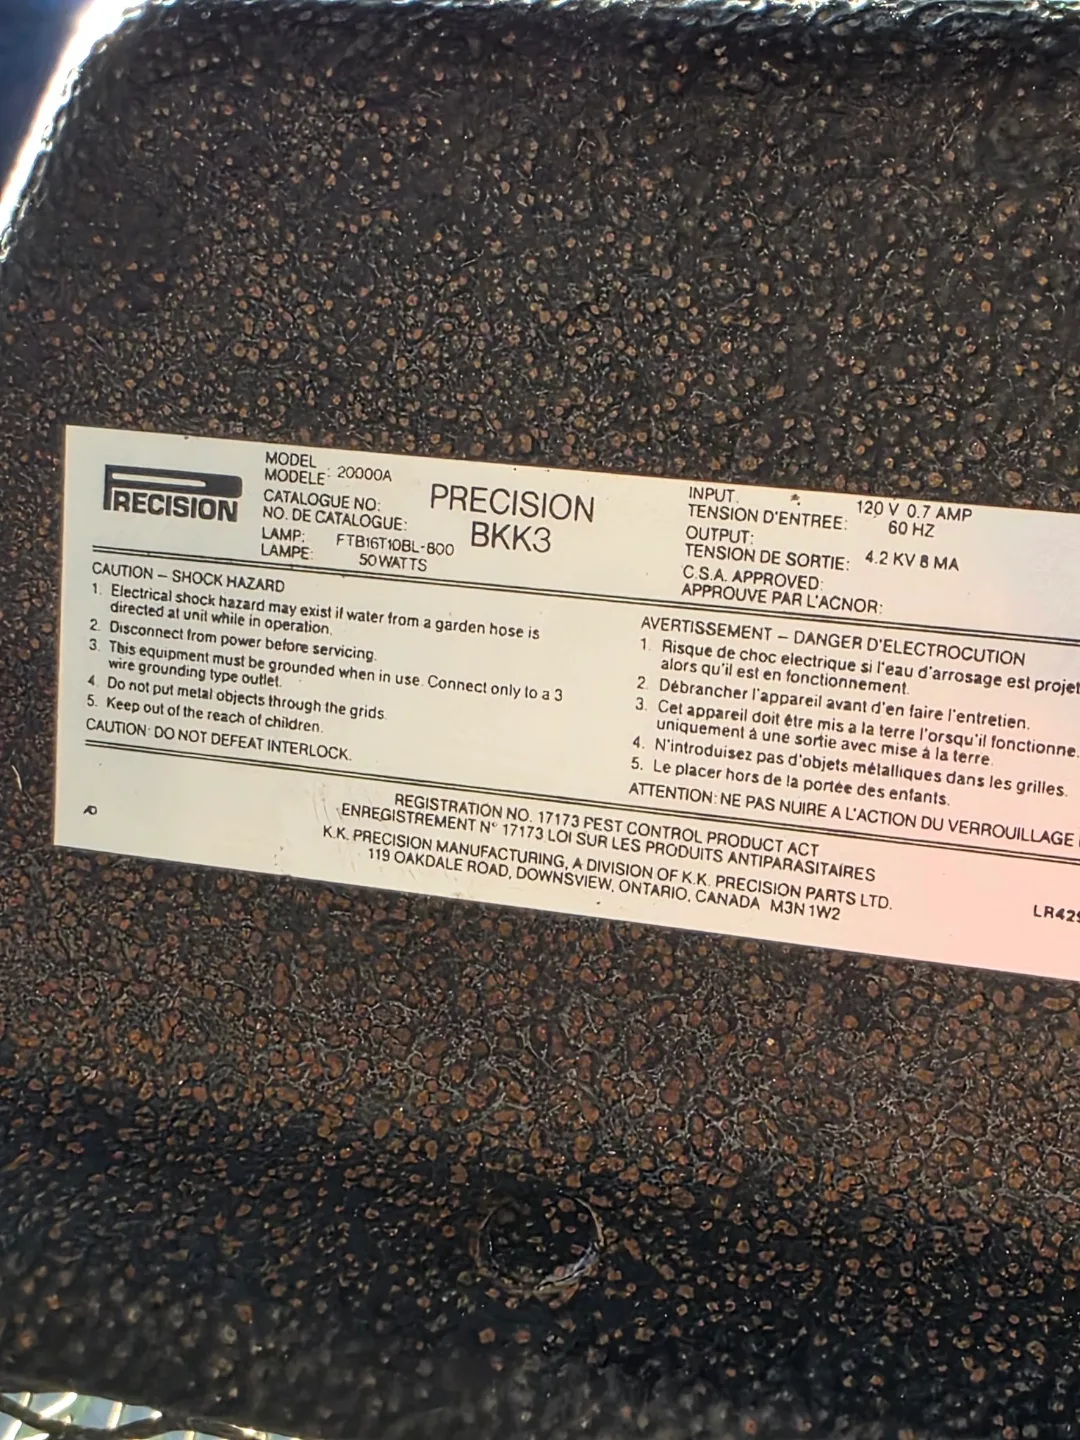 PRECISION
MODEL
MODELE: 20000A
CATALOGUE NO:
NO. DE CATALOGUE:
PRECISION
BKK3
LAMP: FTB16T10BL-800
LAMPE: 50WATTS
INPUT. 120 V 0.7 AMP
TENSION D'ENTREE: 60 HZ
OUTPUT:
TENSION DE SORTIE: 4.2 KV 8 MA
C.S.A. APPROVED:
APPROUVE PAR L'ACNOR:
CAUTION – SHOCK HAZARD
1. Electrical shock hazard may exist if water from a garden hose is
directed at unit while in operation.
2. Disconnect from power before servicing.
3. This equipment must be grounded when in use. Connect only to a 3
wire grounding type outlet.
4. Do not put metal objects through the grids.
5. Keep out of the reach of children.
CAUTION: DO NOT DEFEAT INTERLOCK.
AVERTISSEMENT – DANGER D'ELECTROCUTION
1. Risque de choc electrique si l'eau d'arrosage est projet
alors qu'il est en fonctionnement.
2. Débrancher l'appareil avant d'en faire l'entretien.
3. Cet appareil doit être mis a la terre l'orsqu'il fonctionne.
uniquement à une sortie avec mise à la terre.
4. N'introduisez pas d'objets métalliques dans les grilles.
5. Le placer hors de la portée des enfants.
ATTENTION: NE PAS NUIRE A L'ACTION DU VERROUILLAGE
REGISTRATION NO. 17173 PEST CONTROL PRODUCT ACT
ENREGISTREMENT N° 17173 LOI SUR LES PRODUITS ANTIPARASITAIRES
K.K. PRECISION MANUFACTURING, A DIVISION OF K.K. PRECISION PARTS LTD.
119 OAKDALE ROAD, DOWNSVIEW, ONTARIO, CANADA M3N 1W2
LR429